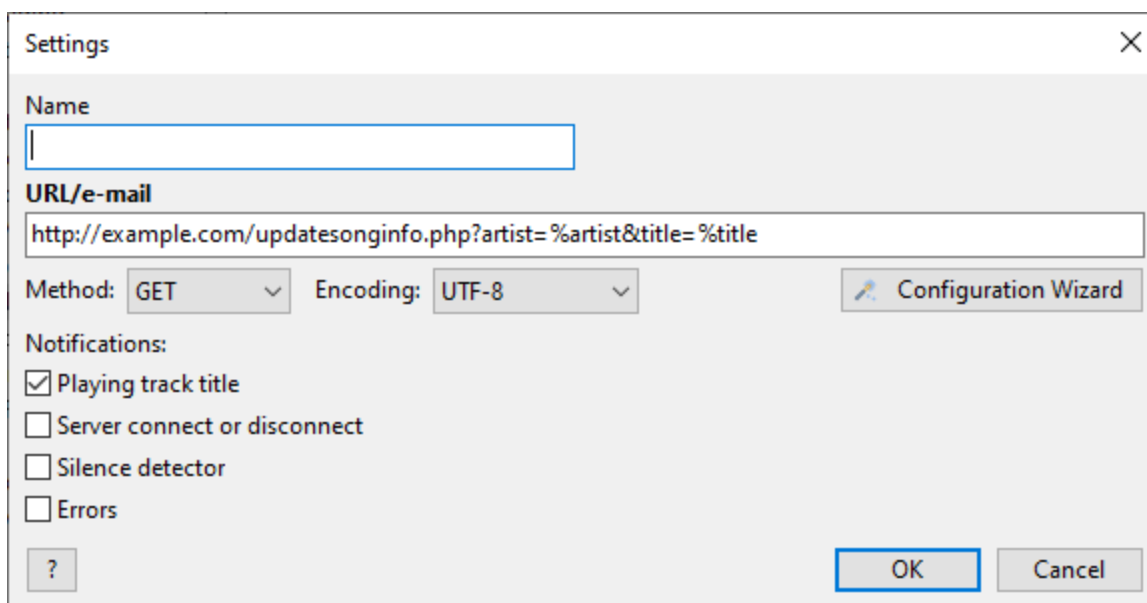 Settings
Name
URL/e-mail
http://example.com/updatesonginfo.php?artist=%artist&title=%title
Method: GET Encoding: UTF-8 Configuration Wizard
Notifications:
Playing track title
Server connect or disconnect
Silence detector
Errors
? OK Cancel